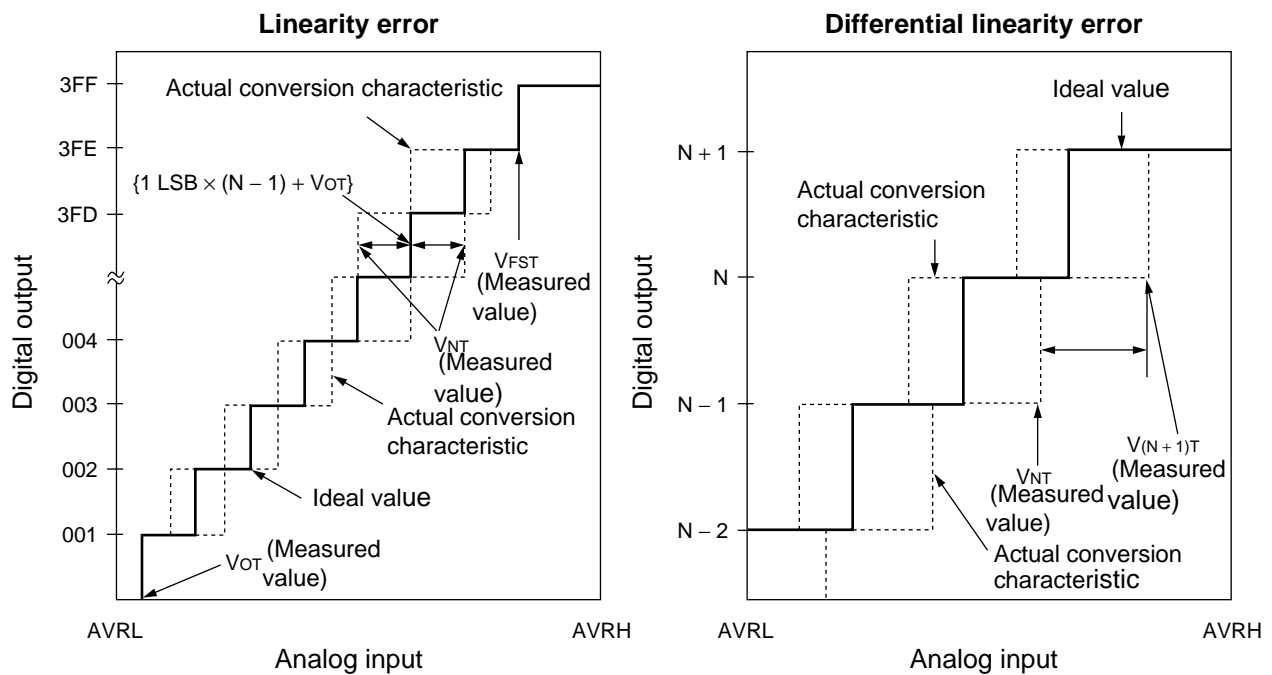 Linearity error
3FF
3FE
3FD
004
003
002
001
Digital output
Actual conversion characteristic
{1 LSB × (N − 1) + VOT}
VFST
(Measured
value)
VNT
(Measured
value)
Actual conversion
characteristic
Ideal value
VOT (Measured
value)
AVRL
AVRH
Analog input
Differential linearity error
N + 1
N
N − 1
N − 2
Digital output
Ideal value
Actual conversion
characteristic
V(N + 1)T
(Measured
value)
VNT
(Measured
value)
Actual conversion
characteristic
AVRL
AVRH
Analog input